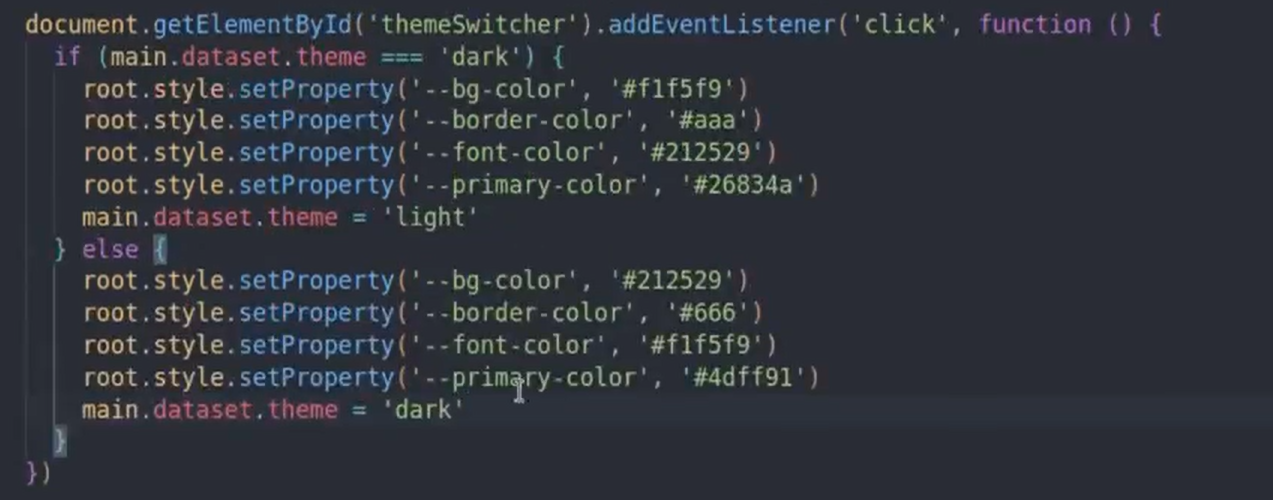 document.getElementById('themeSwitcher').addEventListener('click', function () {
  if (main.dataset.theme === 'dark') {
    root.style.setProperty('--bg-color', '#f1f5f9')
    root.style.setProperty('--border-color', '#aaa')
    root.style.setProperty('--font-color', '#212529')
    root.style.setProperty('--primary-color', '#26834a')
    main.dataset.theme = 'light'
  } else {
    root.style.setProperty('--bg-color', '#212529')
    root.style.setProperty('--border-color', '#666')
    root.style.setProperty('--font-color', '#f1f5f9')
    root.style.setProperty('--primary-color', '#4dff91')
    main.dataset.theme = 'dark'
  }
})